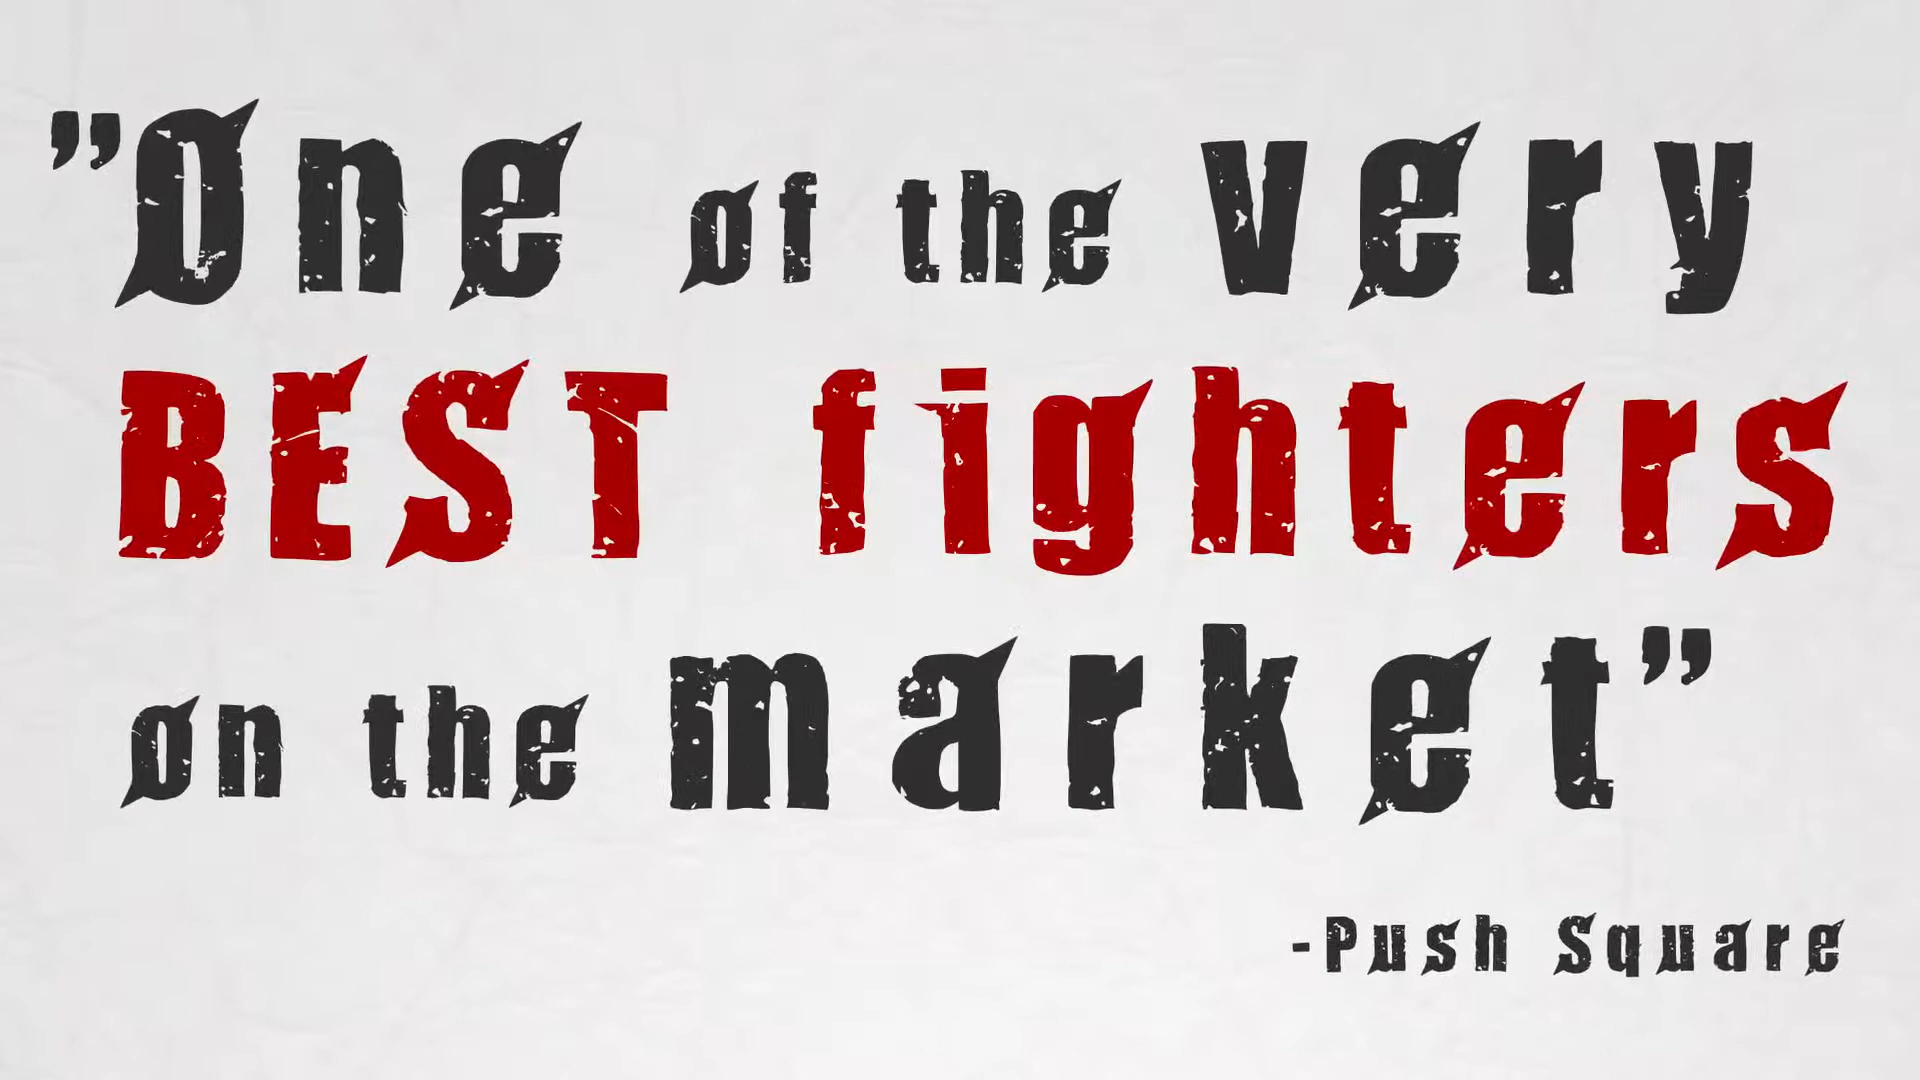 ”One of the very
BEST fighters
on the market”
-Push Square